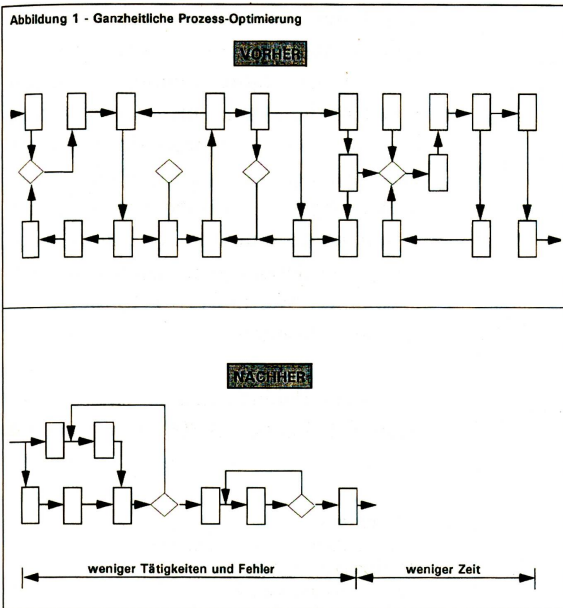 Abbildung 1 - Ganzheitliche Prozess-Optimierung
VORHER
NACHHER
weniger Tätigkeiten und Fehler
weniger Zeit